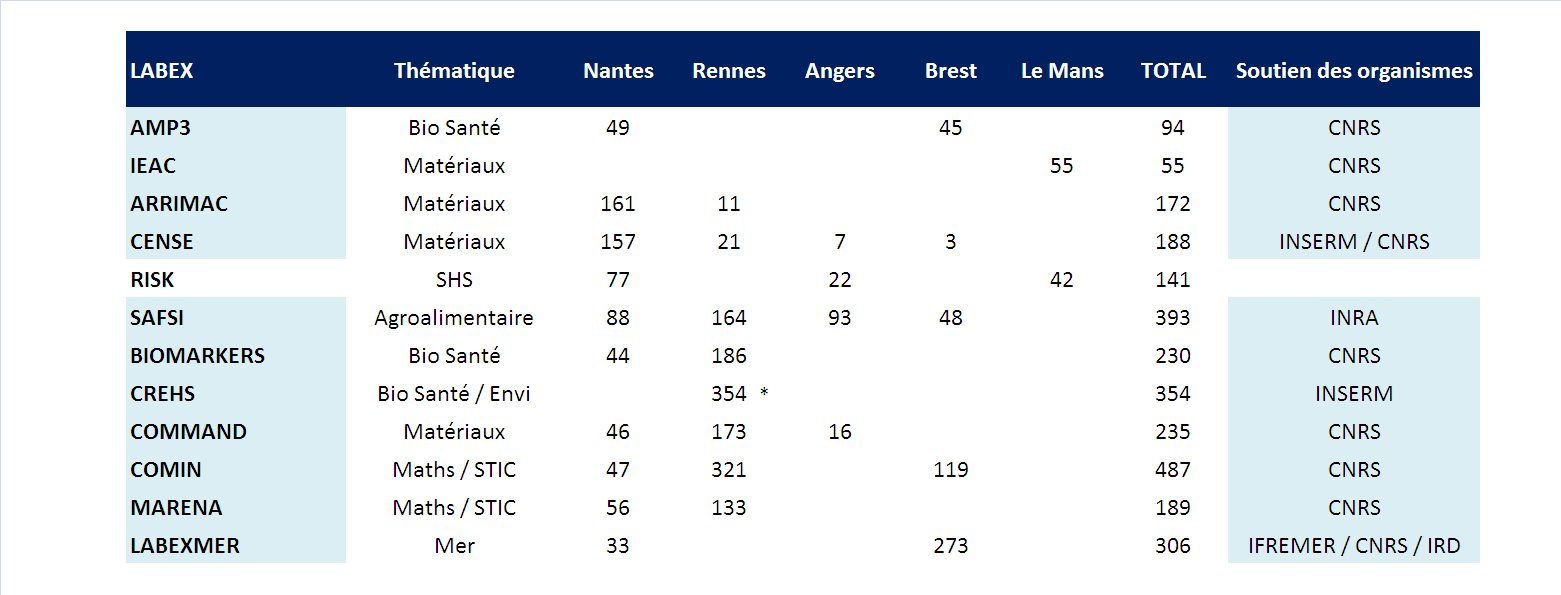 LABEX Thématique Nantes Rennes Angers Brest Le Mans TOTAL Soutien des organismes
AMP3 Bio Santé 49 45 94 CNRS
IEAC Matériaux 55 55 CNRS
ARRIMAC Matériaux 161 11 172 CNRS
CENSE Matériaux 157 21 7 3 188 INSERM / CNRS
RISK SHS 77 22 42 141
SAFSI Agroalimentaire 88 164 93 48 393 INRA
BIOMARKERS Bio Santé 44 186 230 CNRS
CREHS Bio Santé / Envi 354 * 354 INSERM
COMMAND Matériaux 46 173 16 235 CNRS
COMIN Maths / STIC 47 321 119 487 CNRS
MARENA Maths / STIC 56 133 189 CNRS
LABEXMER Mer 33 273 306 IFREMER / CNRS / IRD